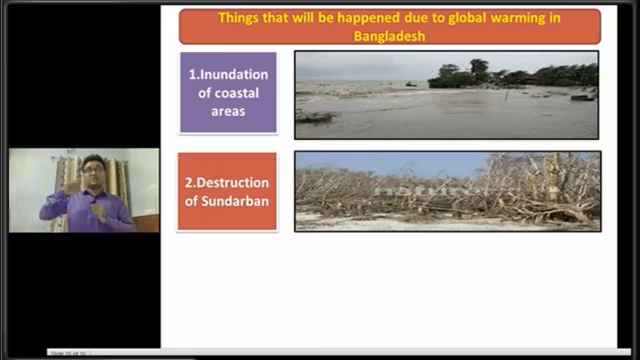 Things that will be happened due to global warming in
Bangladesh
1.Inundation
of coastal
areas
2.Destruction
of Sundarban